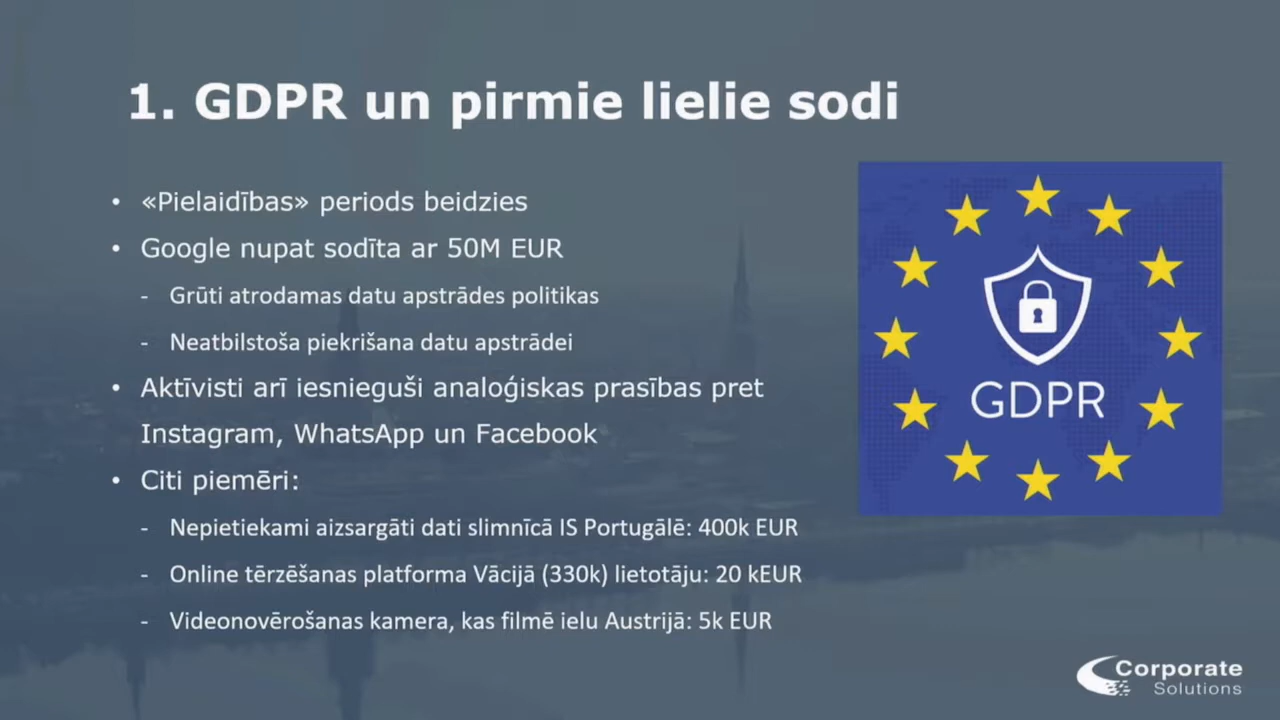 1. GDPR un pirmie lielie sodi
• «Pielaidības» periods beidzies
• Google nupat sodīta ar 50M EUR
- Grūti atrodamas datu apstrādes politikas
- Neatbilstoša piekrišana datu apstrādei
• Aktīvisti arī iesnieguši analoģiskas prasības pret
Instagram, WhatsApp un Facebook
• Citi piemēri:
- Nepietiekami aizsargāti dati slimnīcā IS Portugālē: 400k EUR
- Online tērzēšanas platforma Vācijā (330k) lietotāju: 20 kEUR
- Videonovērošanas kamera, kas filmē ielu Austrijā: 5k EUR
GDPR
Corporate
Solutions